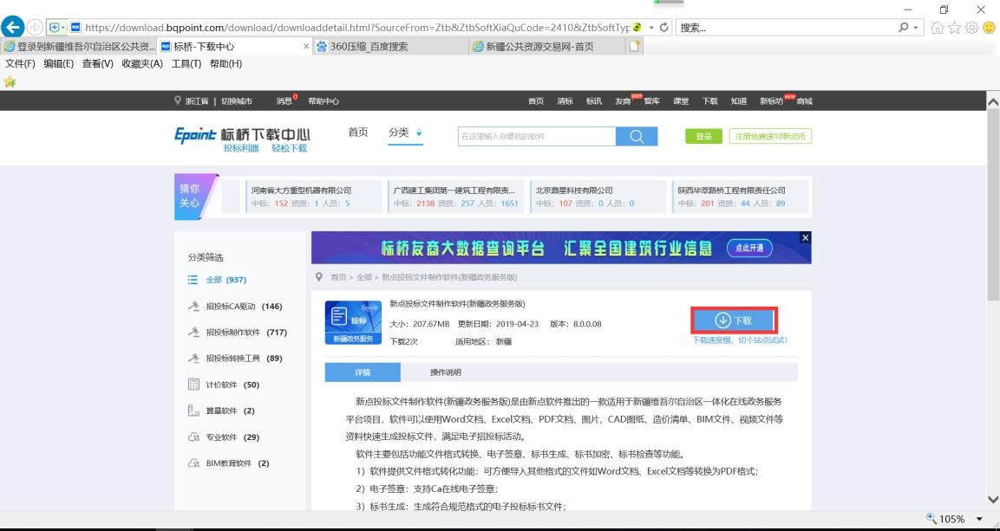 https://download.bqpoint.com/download/downloaddetail.html?SourceFrom=Ztb&ZtbSoftXiaQuCode=2410&ZtbSoftTyp
搜索...
登录到新疆维吾尔自治区公共资...
标桥-下载中心
360压缩_百度搜索
新疆公共资源交易网-首页
文件(F) 编辑(E) 查看(V) 收藏夹(A) 工具(T) 帮助(H)
浙江省 | 切换城市 消息 0 帮助中心 首页 清标 标讯 友商 HOT 智库 课堂 下载 知道 新标坊 NEW 商城
Epoint 标桥下载中心
投标利器 轻松下载
首页 分类
在这里输入你要找的软件
登录
注册免费送10新点币
猜你
关心
河南省大方重型机器有限公司
中标：152 资质：1 人员：5
广西建工集团第一建筑工程有限责...
中标：2138 资质：257 人员：1651
北京鼎星科技有限公司
中标：107 资质：0 人员：0
陕西华萃路桥工程有限责任公司
中标：201 资质：44 人员：89
分类筛选
全部 (937)
招投标CA驱动 (146)
招投标制作软件 (717)
招投标转换工具 (89)
计价软件 (50)
算量软件 (2)
专业软件 (29)
BIM教育软件 (2)
标桥友商大数据查询平台 汇聚全国建筑行业信息 点此开通
首页 > 全部 > 新点投标文件制作软件(新疆政务服务版)
Epoint
投标
新疆政务服务
新点投标文件制作软件(新疆政务服务版)
大小：207.67MB 更新日期：2019-04-23 版本：8.0.0.08
下载2次 适用地区：新疆
下载
下载速度慢，切个站点试试！
详情 操作说明
新点投标文件制作软件(新疆政务服务版)是由新点软件推出的一款适用于新疆维吾尔自治区一体化在线政务服务
平台项目，软件可以使用Word文档、Excel文档、PDF文档、图片、CAD图纸、造价清单、BIM文件、视频文件等
资料快速生成投标文件，满足电子招投标活动。
软件主要包括功能文件格式转换、电子签章、标书生成、标书加密、标书检查等功能。
1）软件提供文件格式转化功能：可方便导入其他格式的文件如Word文档、Excel文档等转换为PDF格式；
2）电子签章：支持Ca在线电子签章；
3）标书生成：生成符合规范格式的电子投标标书文件；
105%